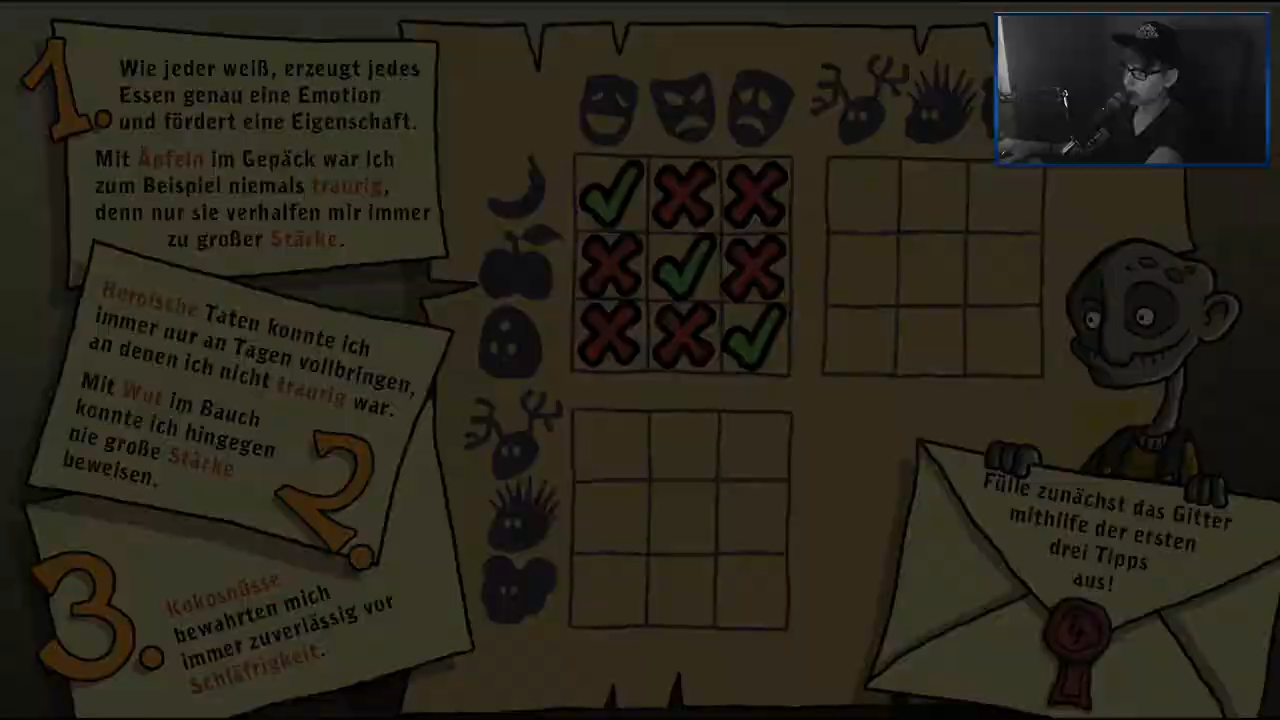 1.
Wie jeder weiß, erzeugt jedes
Essen genau eine Emotion
und fördert eine Eigenschaft.
Mit Äpfeln im Gepäck war ich
zum Beispiel niemals traurig,
denn nur sie verhalfen mir immer
zu großer Stärke.
Heroische Taten konnte ich
immer nur an Tagen vollbringen,
an denen ich nicht traurig war.
Mit Wut im Bauch
konnte ich hingegen
nie große Stärke
beweisen.
2.
3.
Kokosnüsse
bewahrten mich
immer zuverlässig vor
Schläfrigkeit.
Fülle zunächst das Gitter
mithilfe der ersten
drei Tipps
aus!